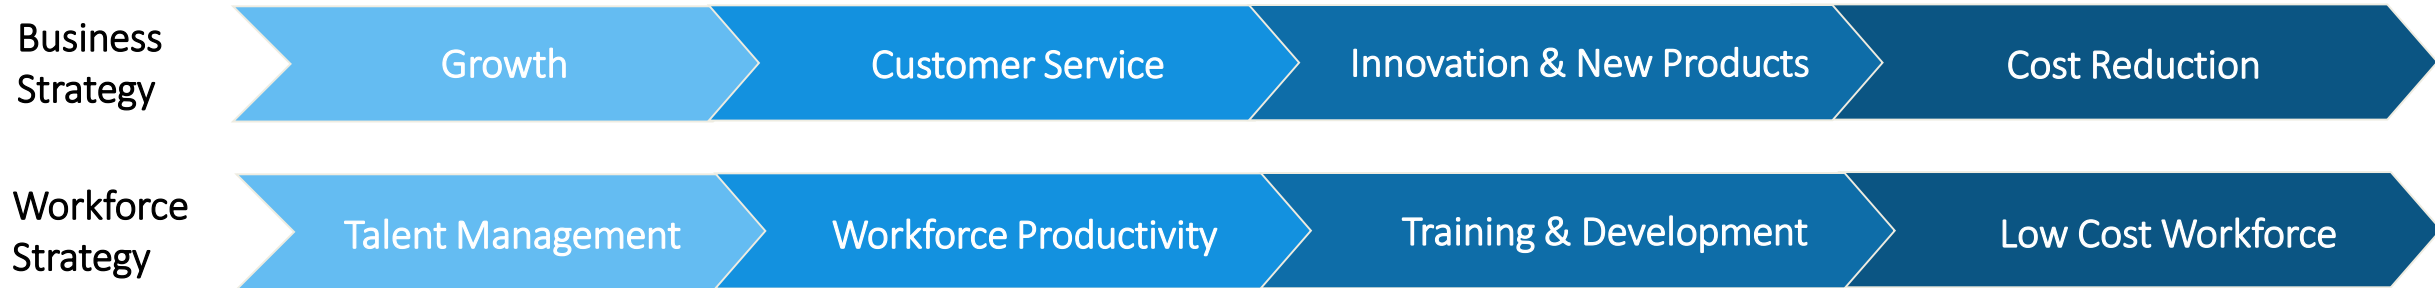 Business
Strategy
Growth
Customer Service
Innovation & New Products
Cost Reduction
Workforce
Strategy
Talent Management
Workforce Productivity
Training & Development
Low Cost Workforce